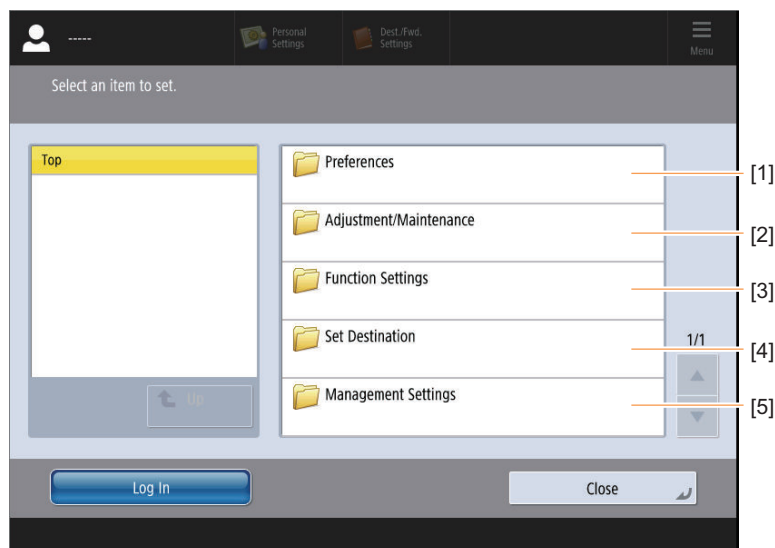 -----
Personal
Settings
Dest./Fwd.
Settings
Menu
Select an item to set.
Top
Preferences
[1]
Adjustment/Maintenance
[2]
Function Settings
[3]
Set Destination
1/1
[4]
Up
Management Settings
[5]
Log In
Close